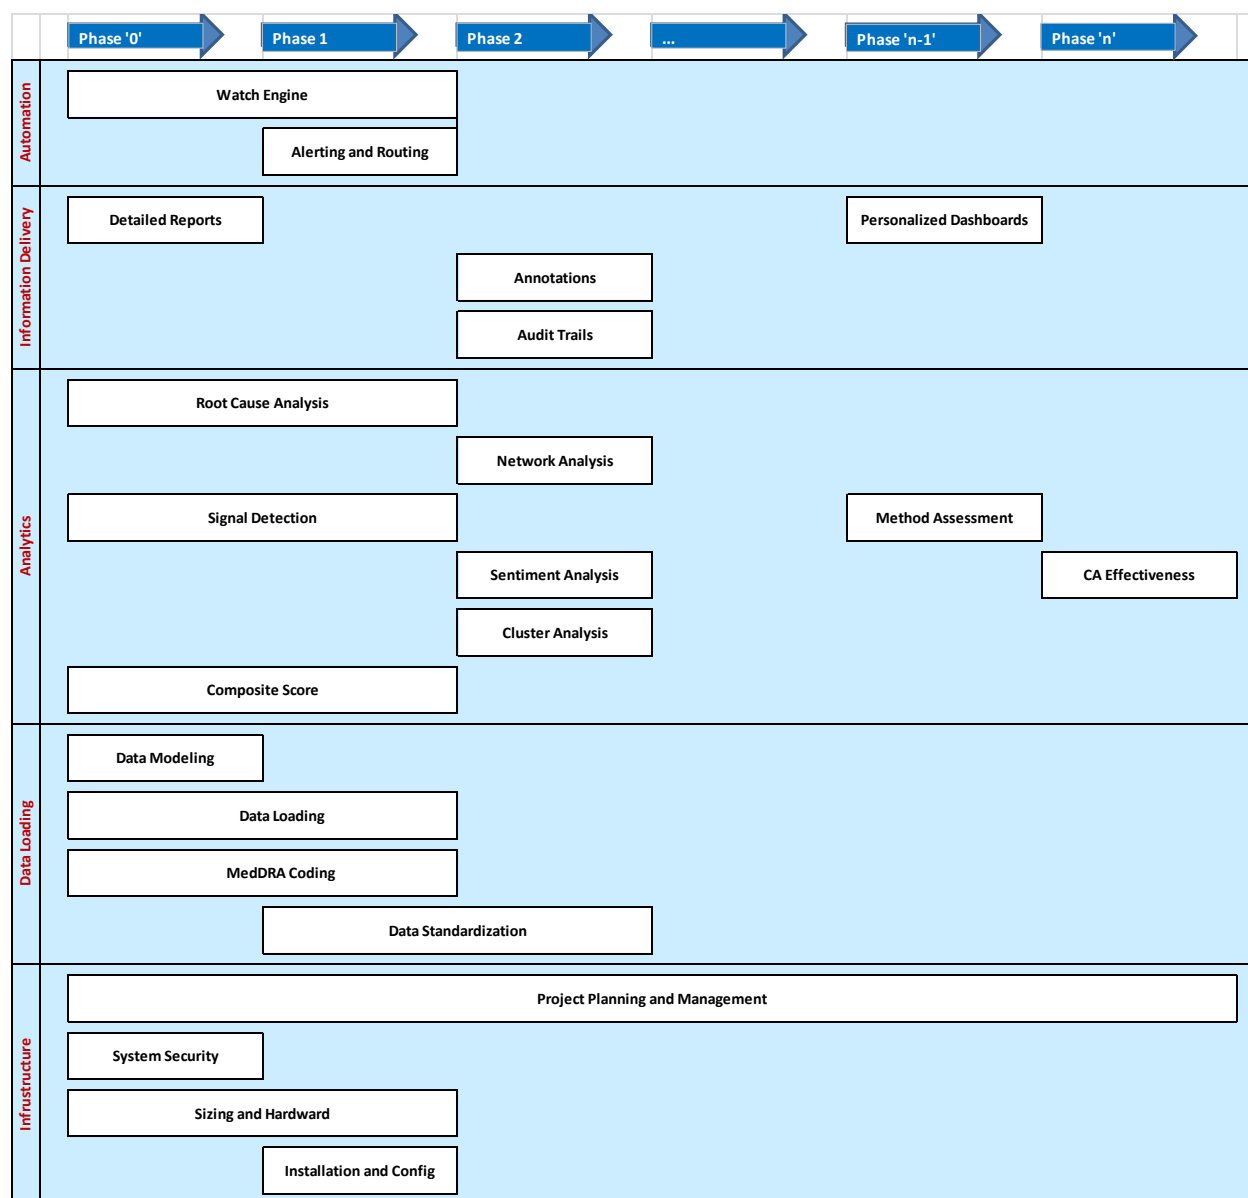 Phase '0'
Phase 1
Phase 2
...
Phase 'n-1'
Phase 'n'
Automation
Watch Engine
Alerting and Routing
Information Delivery
Detailed Reports
Personalized Dashboards
Annotations
Audit Trails
Analytics
Root Cause Analysis
Network Analysis
Signal Detection
Method Assessment
Sentiment Analysis
CA Effectiveness
Cluster Analysis
Composite Score
Data Loading
Data Modeling
Data Loading
MedDRA Coding
Data Standardization
Infrustructure
Project Planning and Management
System Security
Sizing and Hardward
Installation and Config